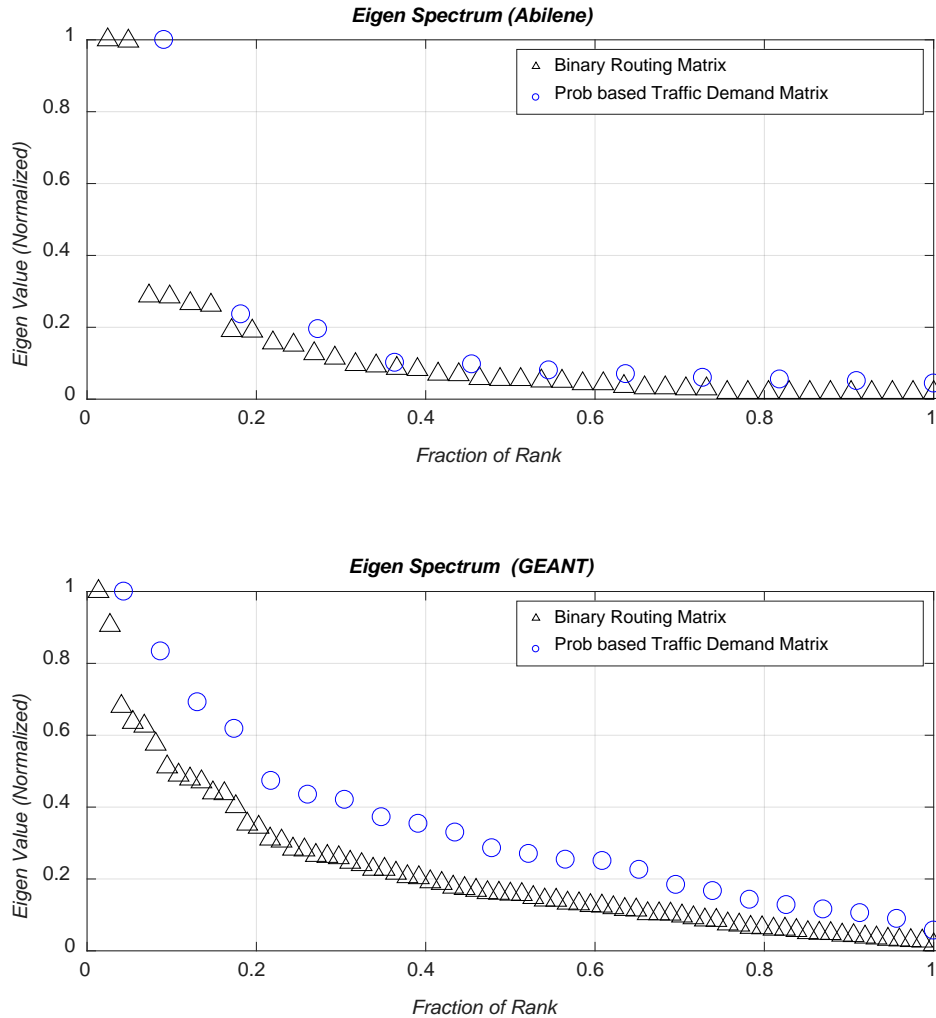 Eigen Spectrum (Abilene)
1
0.8
0.6
0.4
0.2
0
Eigen Value (Normalized)
Binary Routing Matrix
Prob based Traffic Demand Matrix
0 0.2 0.4 0.6 0.8 1
Fraction of Rank
Eigen Spectrum (GEANT)
1
0.8
0.6
0.4
0.2
0
Eigen Value (Normalized)
Binary Routing Matrix
Prob based Traffic Demand Matrix
0 0.2 0.4 0.6 0.8 1
Fraction of Rank